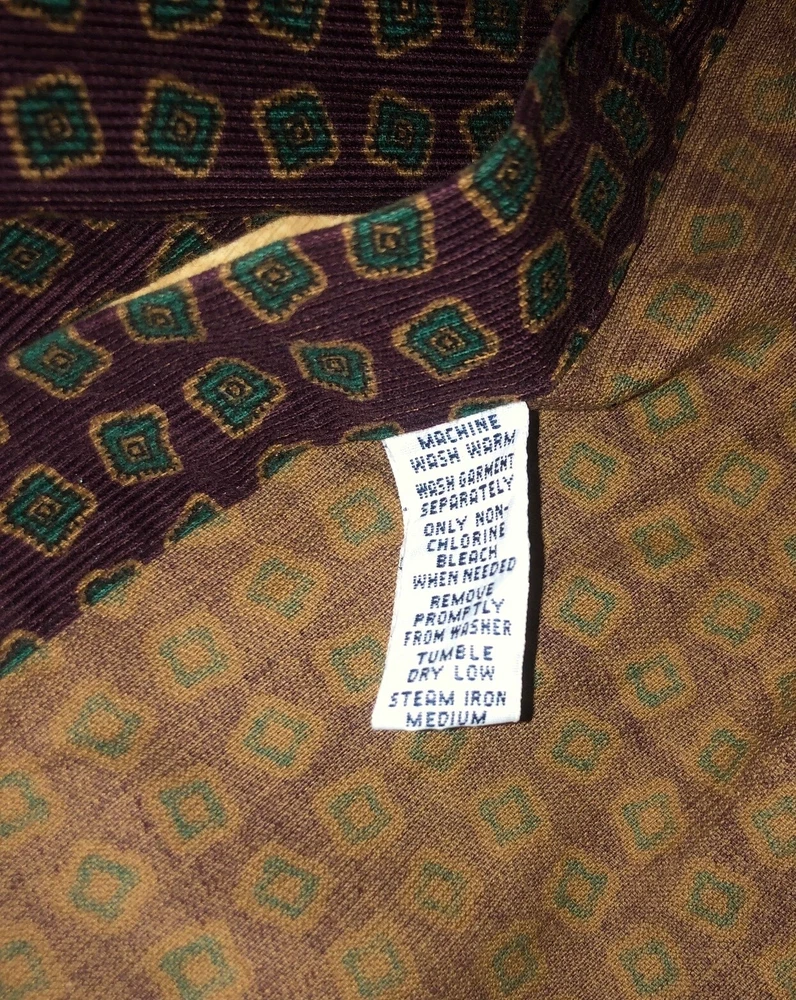 MACHINE
WASH WARM
WASH GARMENT
SEPARATELY
ONLY NON-
CHLORINE
BLEACH
WHEN NEEDED
REMOVE
PROMPTLY
FROM WASHER
TUMBLE
DRY LOW
STEAM IRON
MEDIUM